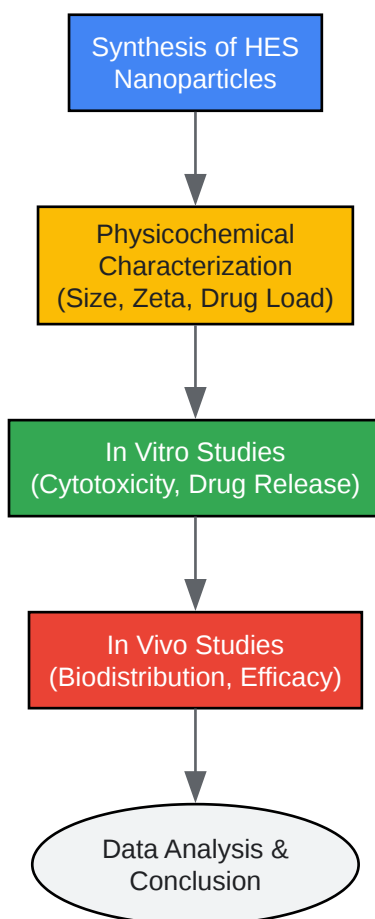 Synthesis of HES
Nanoparticles
Physicochemical
Characterization
(Size, Zeta, Drug Load)
In Vitro Studies
(Cytotoxicity, Drug Release)
In Vivo Studies
(Biodistribution, Efficacy)
Data Analysis &
Conclusion